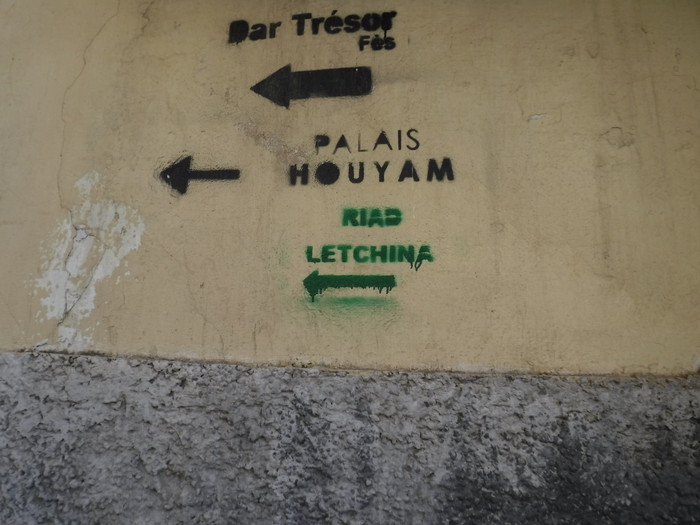 Dar Trésor
Fès
PALAIS
HOUYAM
RIAD
LETCHINA